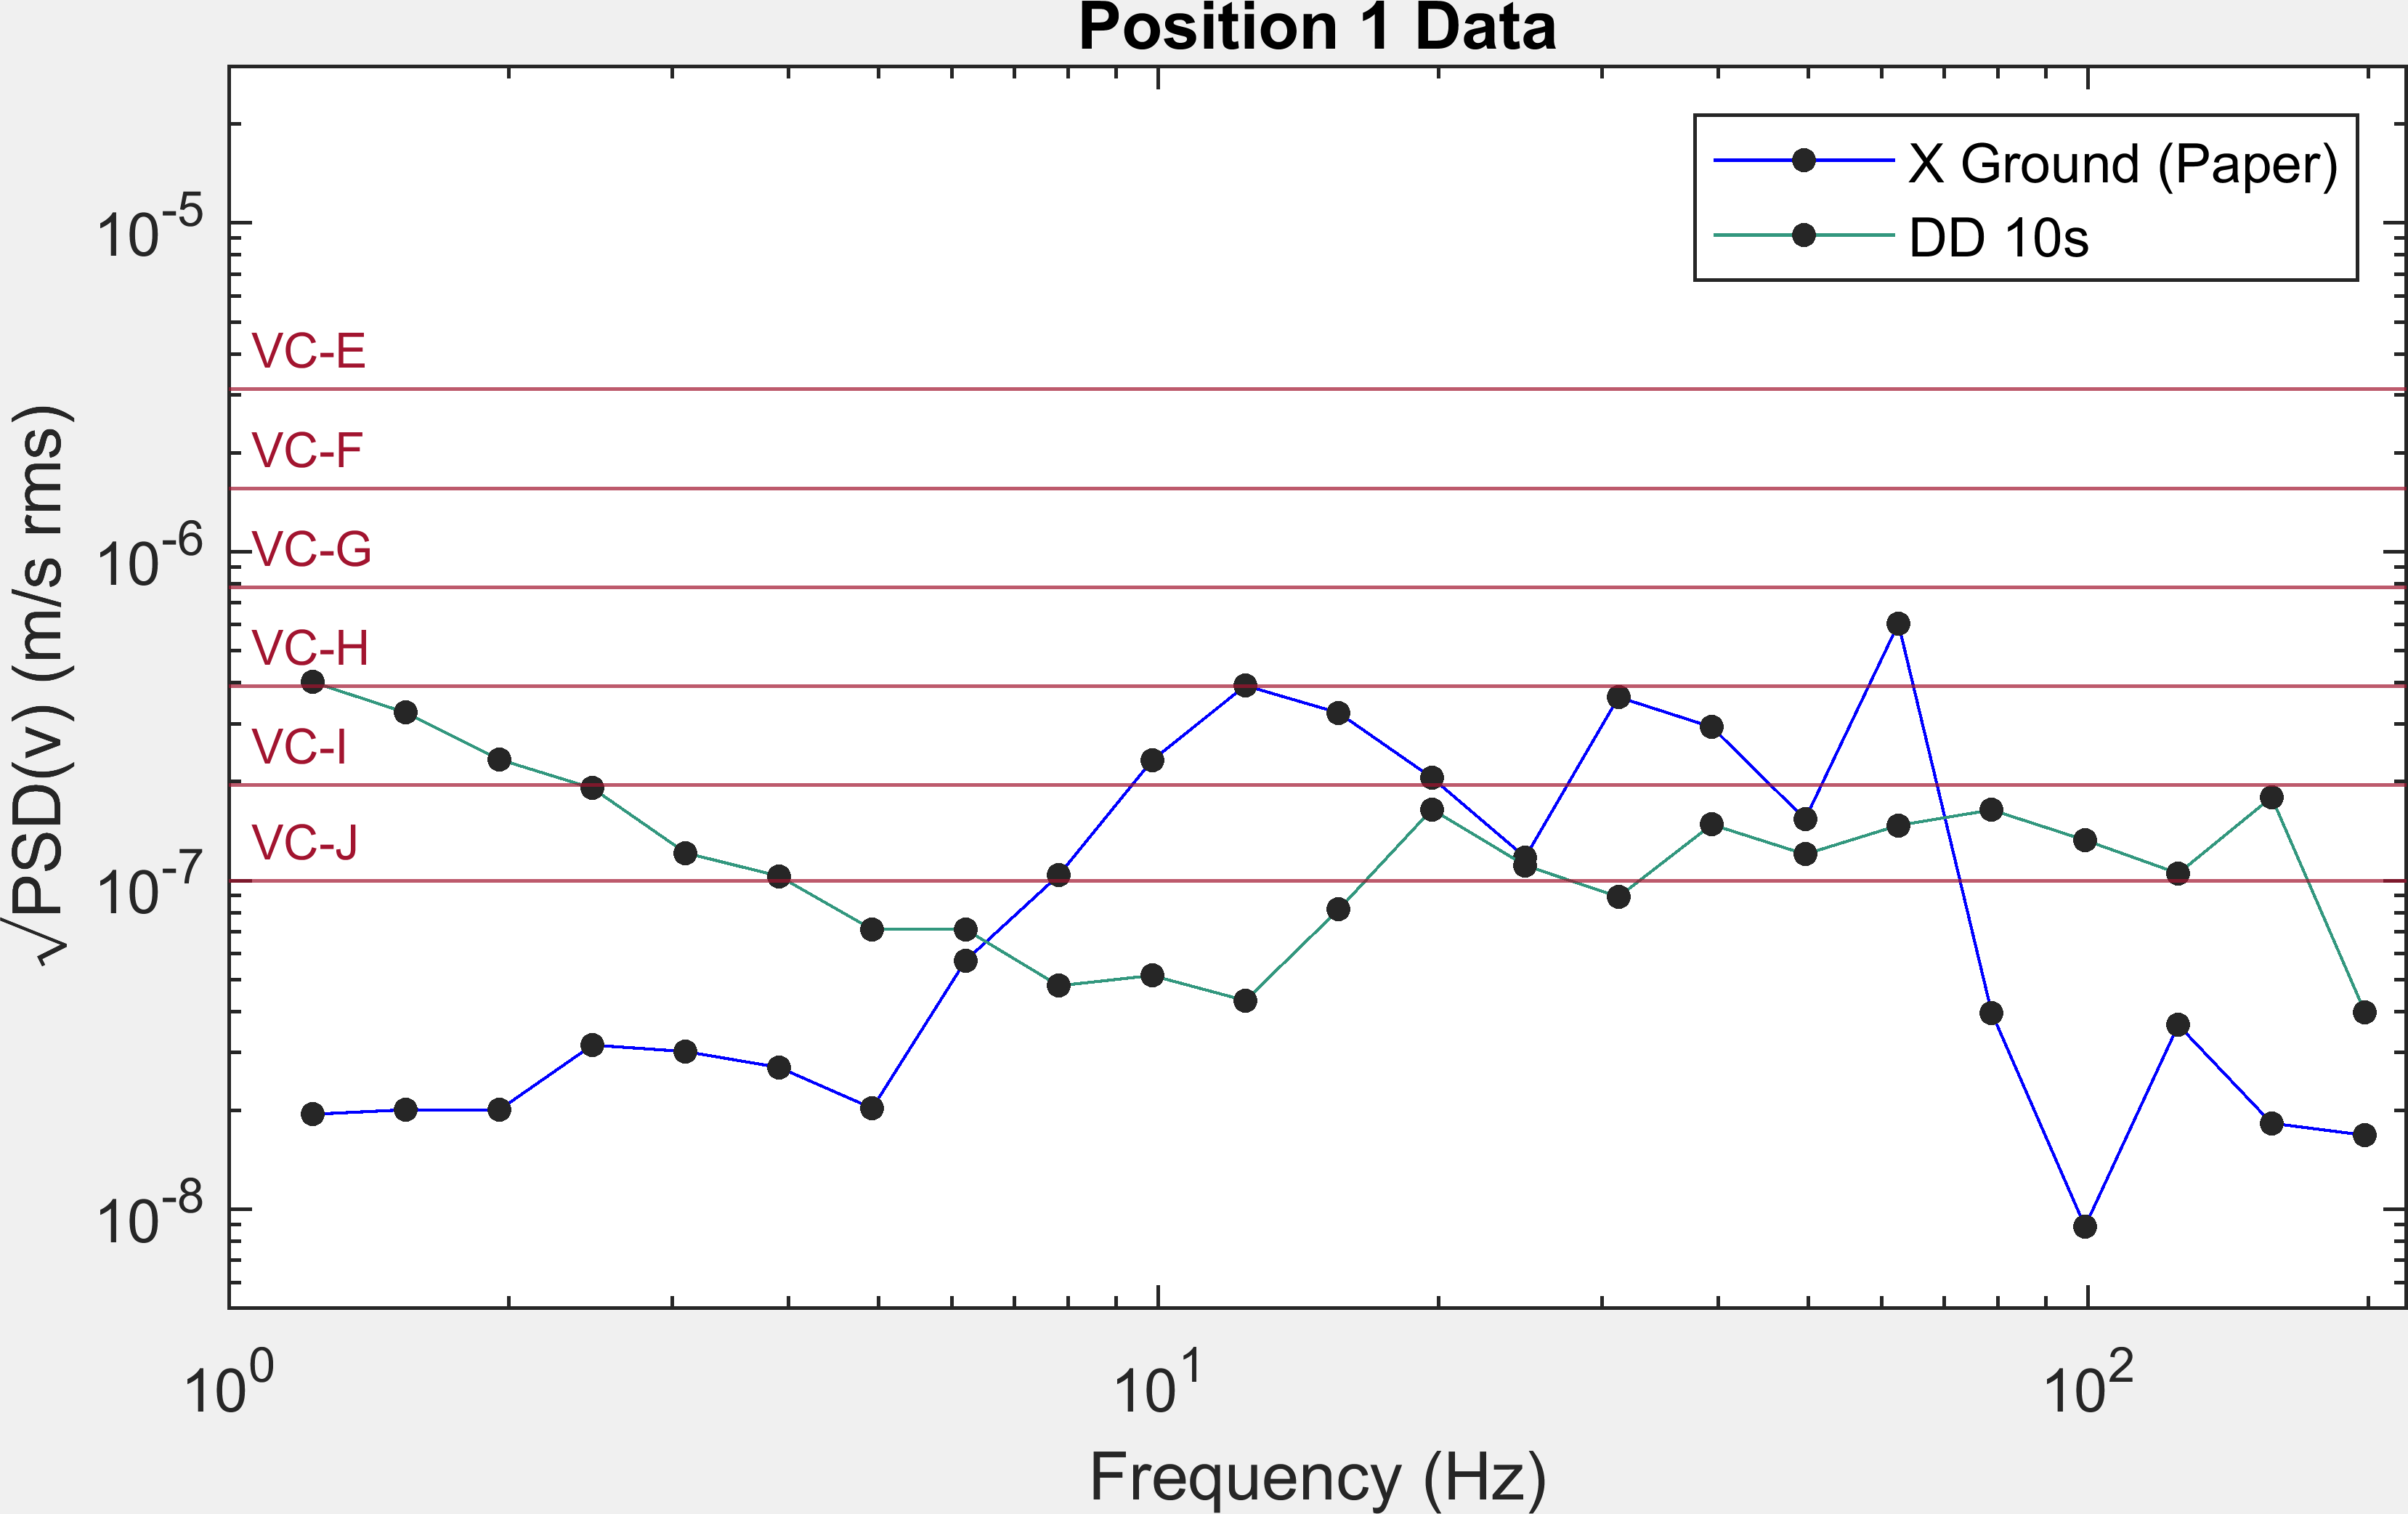 Position 1 Data
X Ground (Paper)
DD 10s
10^-5
VC-E
VC-F
10^-6
VC-G
VC-H
VC-I
VC-J
10^-7
10^-8
√PSD(v) (m/s rms)
10^0
10^1
10^2
Frequency (Hz)